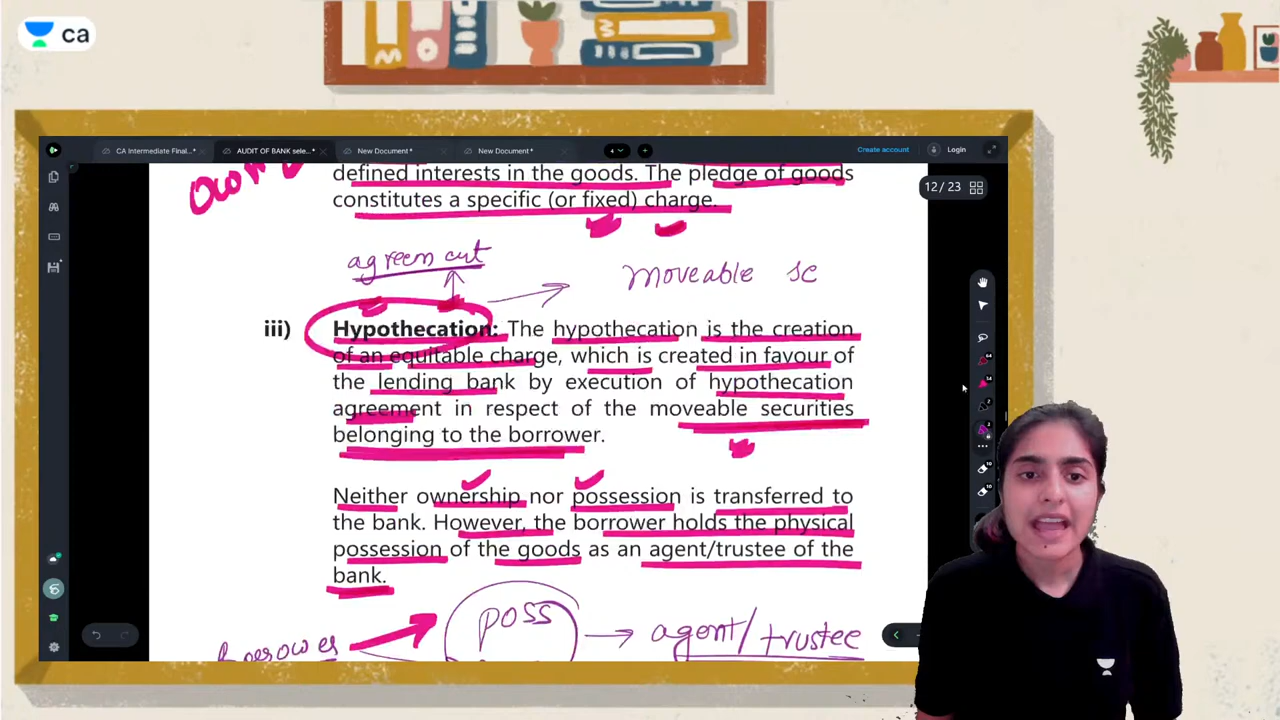 ca
CA Intermediate Final...*
AUDIT OF BANK sele...*
New Document*
New Document*
4
Create account
Login
12 / 23
defined interests in the goods. The pledge of goods
constitutes a specific (or fixed) charge.
moveable sc
iii) Hypothecation: The hypothecation is the creation
of an equitable charge, which is created in favour of
the lending bank by execution of hypothecation
agreement in respect of the moveable securities
belonging to the borrower.
Neither ownership nor possession is transferred to
the bank. However, the borrower holds the physical
possession of the goods as an agent/trustee of the
bank.
poss
agent/trustee
borrower